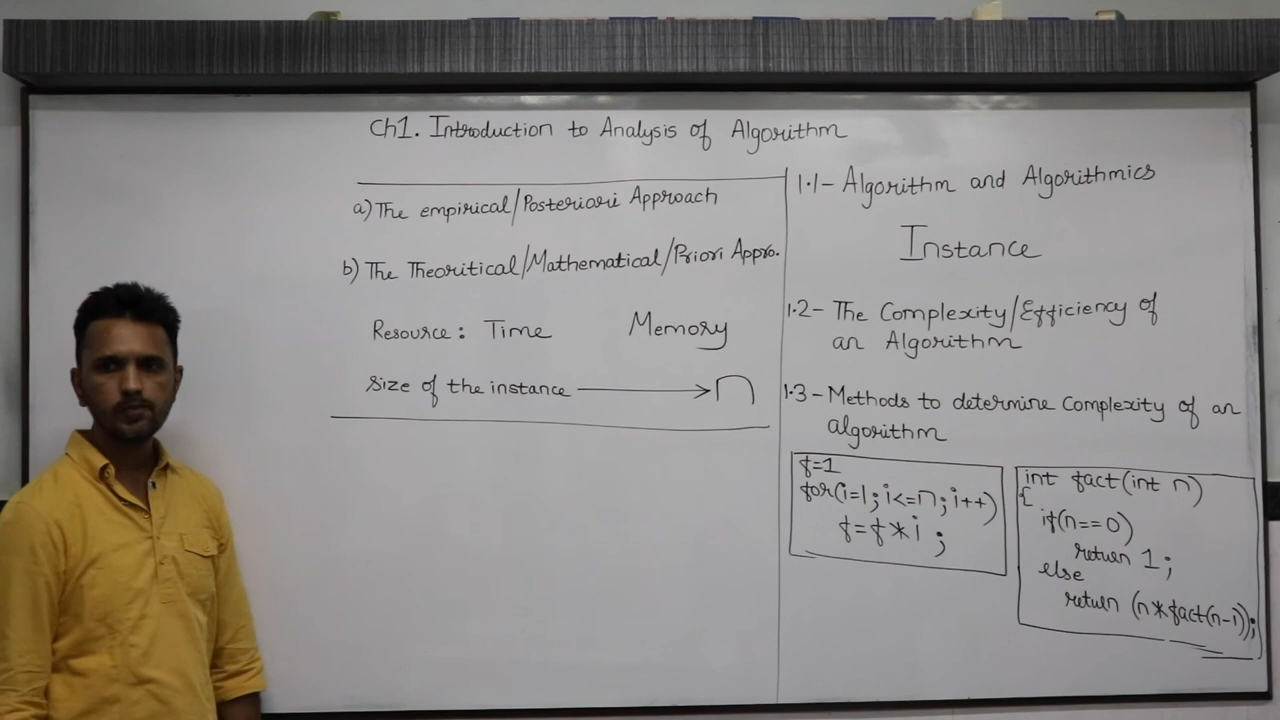 Ch1. Introduction to Analysis of Algorithm
a) The empirical/Posteriori Approach
b) The Theoritical/Mathematical/Priori Appro.
Resource: Time Memory
Size of the instance → n
1.1- Algorithm and Algorithmics
Instance
1.2- The Complexity/Efficiency of
an Algorithm
1.3- Methods to determine Complexity of an
algorithm
f=1
for(i=1;i<=n;i++)
f=f*i;
int fact(int n)
{
if(n==0)
return 1;
else
return (n*fact(n-1));